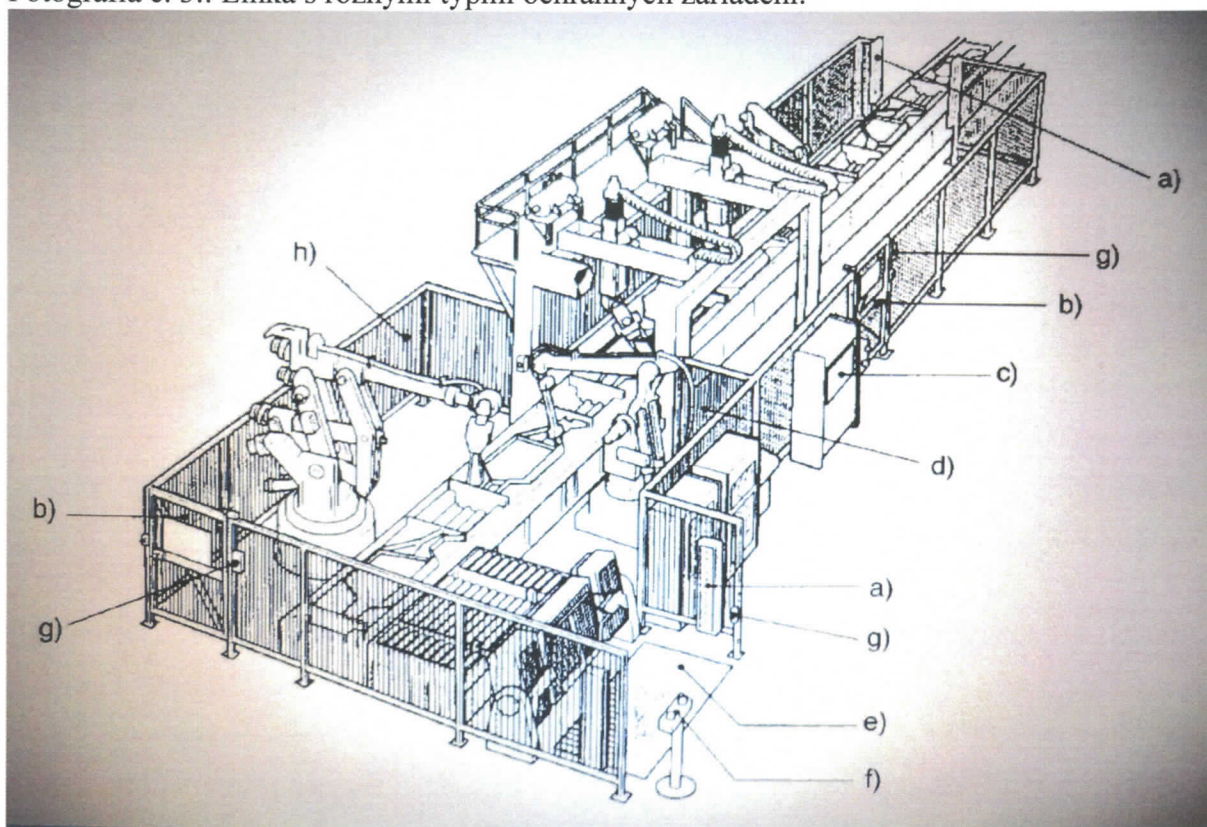 Fotografia č. 3.: Linka s rôznymi typmi ochranných zariadení.
a)
g)
h)
b)
c)
d)
b)
g)
a)
g)
e)
f)